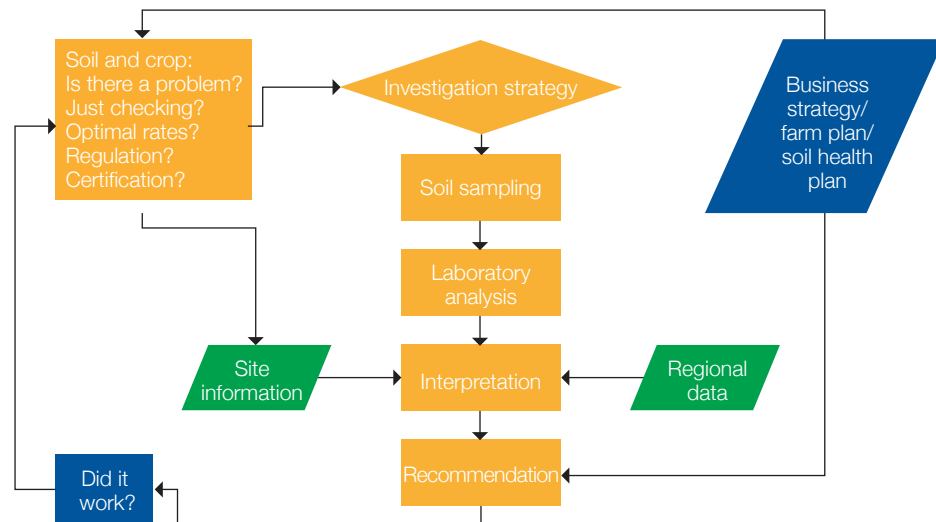 Soil and crop:
Is there a problem?
Just checking?
Optimal rates?
Regulation?
Certification?
Investigation strategy
Business
strategy/
farm plan/
soil health
plan
Soil sampling
Laboratory
analysis
Site
information
Interpretation
Regional
data
Recommendation
Did it
work?